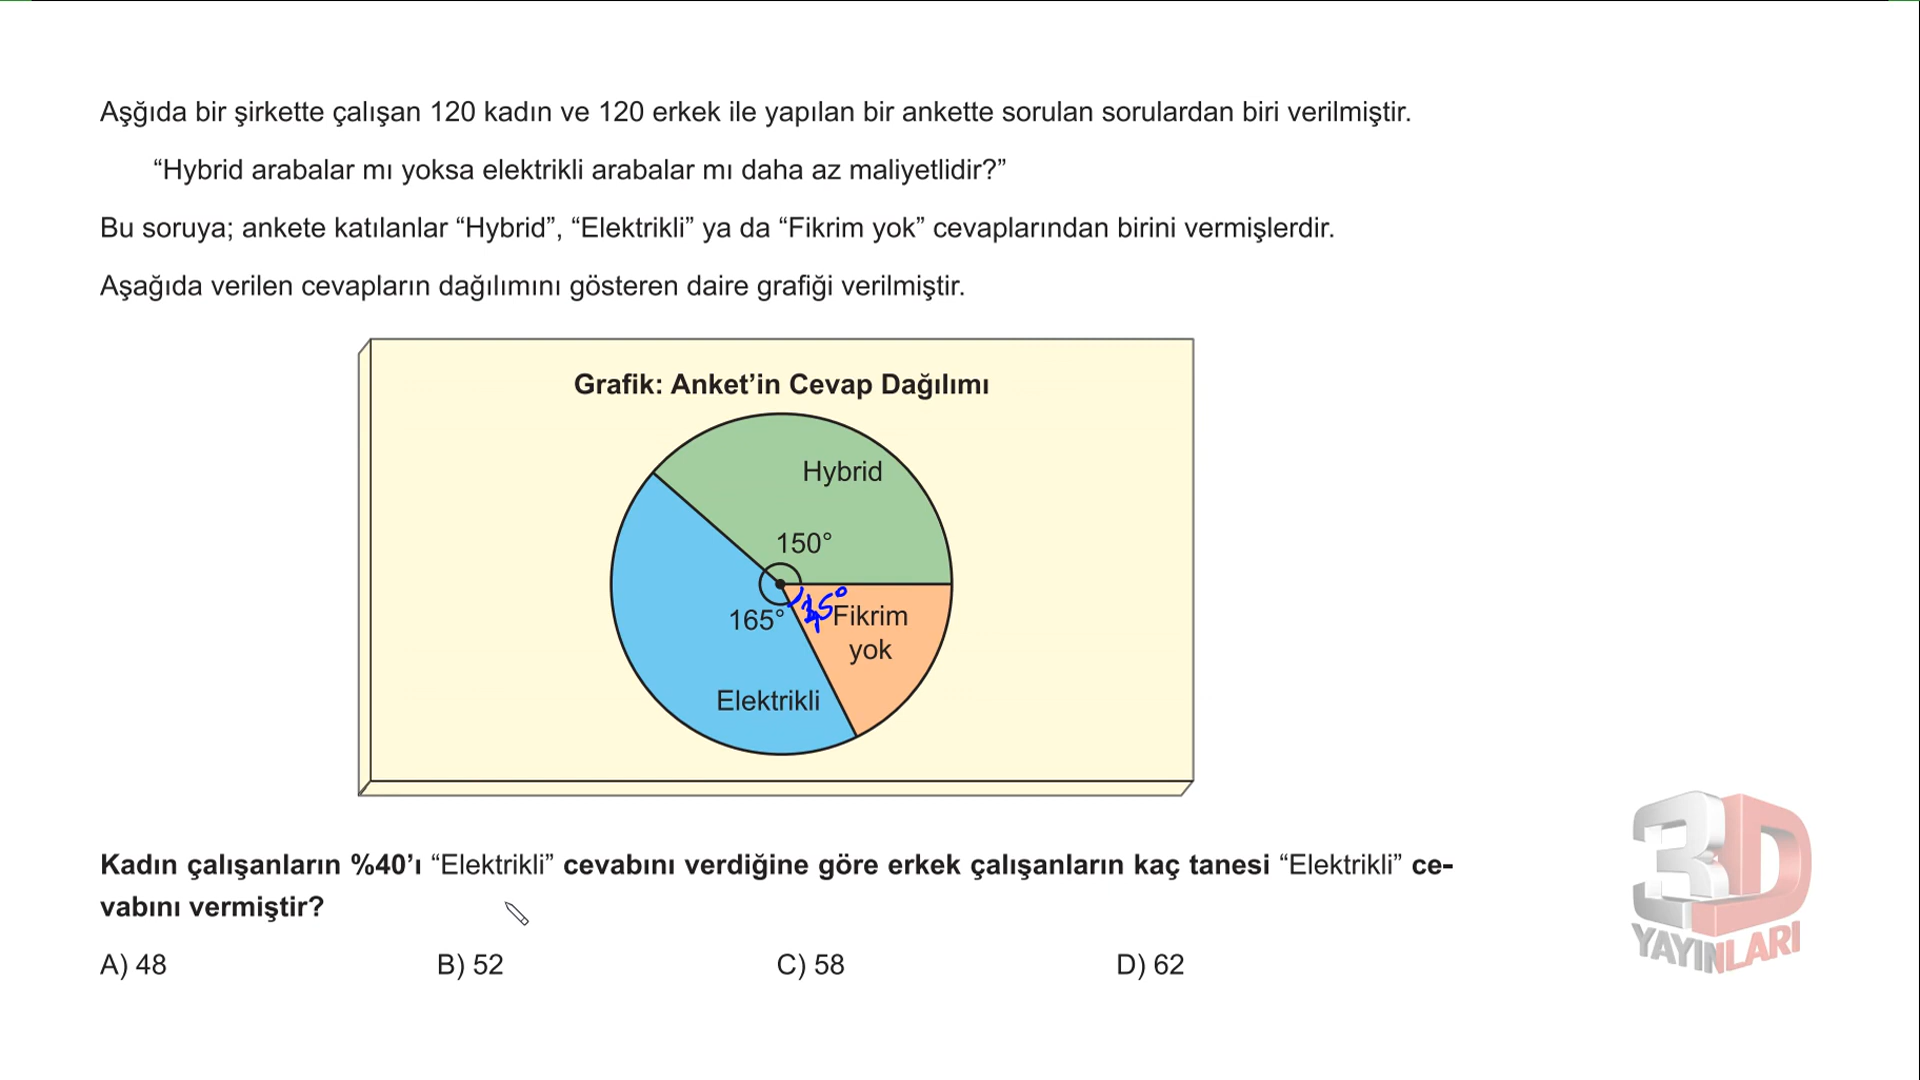 Aşğıda bir şirkette çalışan 120 kadın ve 120 erkek ile yapılan bir ankette sorulan sorulardan biri verilmiştir.
“Hybrid arabalar mı yoksa elektrikli arabalar mı daha az maliyetlidir?”
Bu soruya; ankete katılanlar “Hybrid”, “Elektrikli” ya da “Fikrim yok” cevaplarından birini vermişlerdir.
Aşağıda verilen cevapların dağılımını gösteren daire grafiği verilmiştir.
Grafik: Anket’in Cevap Dağılımı
Hybrid
150°
165°
45°
Fikrim
yok
Elektrikli
Kadın çalışanların %40’ı “Elektrikli” cevabını verdiğine göre erkek çalışanların kaç tanesi “Elektrikli” ce-
vabını vermiştir?
A) 48 B) 52 C) 58 D) 62
3D
YAYINLARI